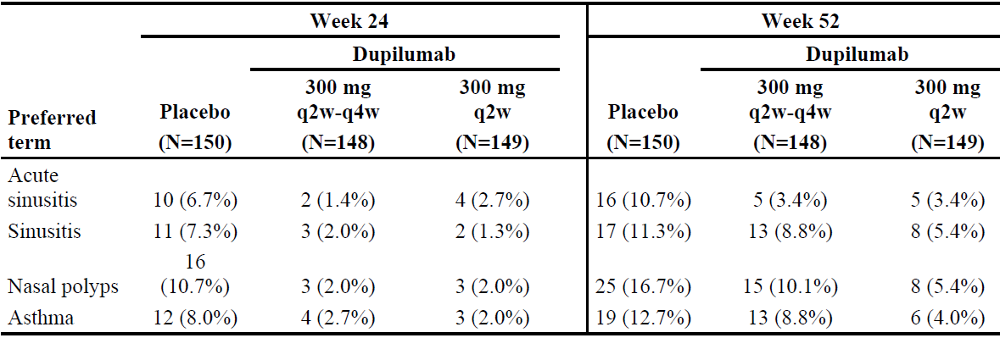 Week 24 Week 52
Dupilumab Dupilumab
300 mg 300 mg 300 mg 300 mg
Preferred Placebo q2w-q4w q2w Placebo q2w-q4w q2w
term (N=150) (N=148) (N=149) (N=150) (N=148) (N=149)
Acute
sinusitis 10 (6.7%) 2 (1.4%) 4 (2.7%) 16 (10.7%) 5 (3.4%) 5 (3.4%)
Sinusitis 11 (7.3%) 3 (2.0%) 2 (1.3%) 17 (11.3%) 13 (8.8%) 8 (5.4%)
16
Nasal polyps (10.7%) 3 (2.0%) 3 (2.0%) 25 (16.7%) 15 (10.1%) 8 (5.4%)
Asthma 12 (8.0%) 4 (2.7%) 3 (2.0%) 19 (12.7%) 13 (8.8%) 6 (4.0%)